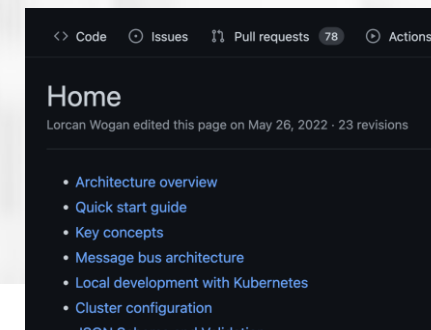 Code Issues Pull requests 78 Actions
Home
Lorcan Wogan edited this page on May 26, 2022 · 23 revisions
• Architecture overview
• Quick start guide
• Key concepts
• Message bus architecture
• Local development with Kubernetes
• Cluster configuration